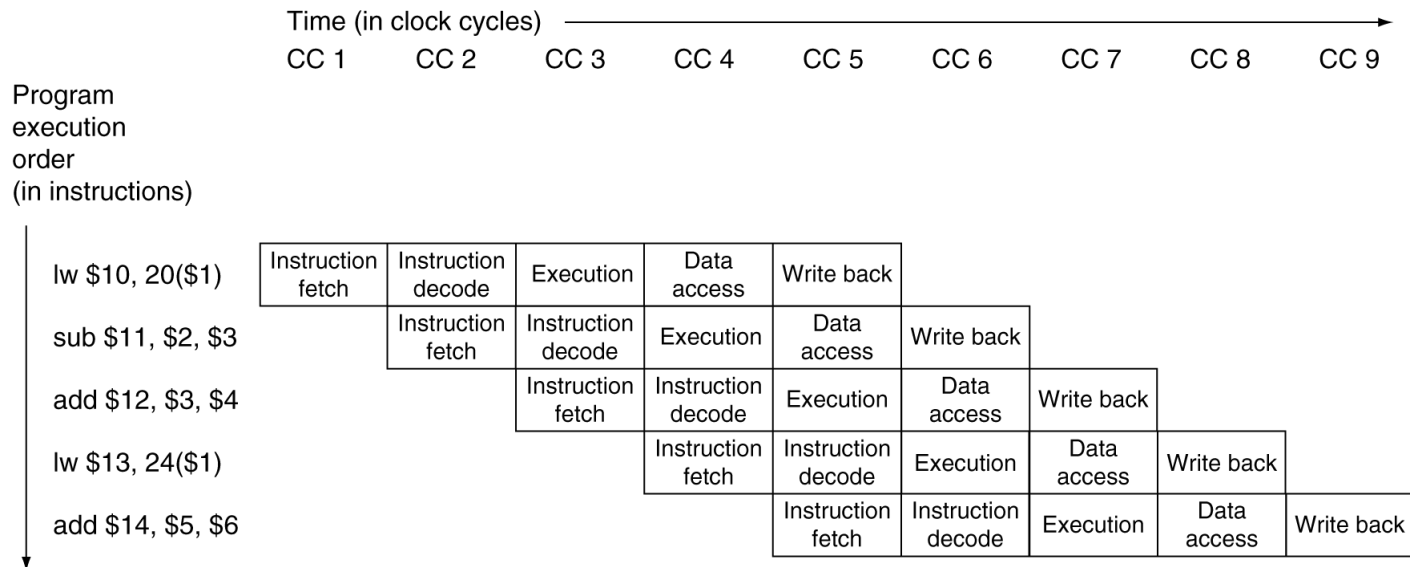 Time (in clock cycles)
CC 1 CC 2 CC 3 CC 4 CC 5 CC 6 CC 7 CC 8 CC 9
Program
execution
order
(in instructions)
lw $10, 20($1)
Instruction
fetch
Instruction
decode
Execution
Data
access
Write back
sub $11, $2, $3
Instruction
fetch
Instruction
decode
Execution
Data
access
Write back
add $12, $3, $4
Instruction
fetch
Instruction
decode
Execution
Data
access
Write back
lw $13, 24($1)
Instruction
fetch
Instruction
decode
Execution
Data
access
Write back
add $14, $5, $6
Instruction
fetch
Instruction
decode
Execution
Data
access
Write back